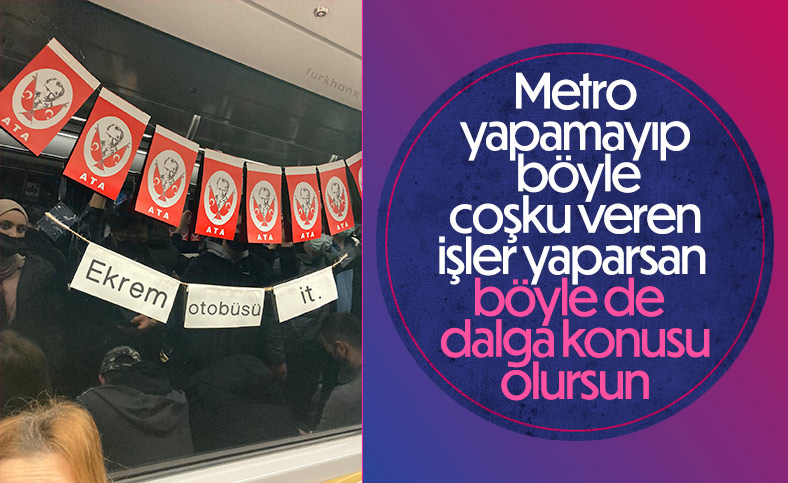 furkhanx
ATA
ATA
ATA
ATA
ATA
ATA
ATA
Ekrem
otobüsü
it.
Metro
yapamayıp
böyle
coşku veren
işler yaparsan
böyle de
dalga konusu
olursun